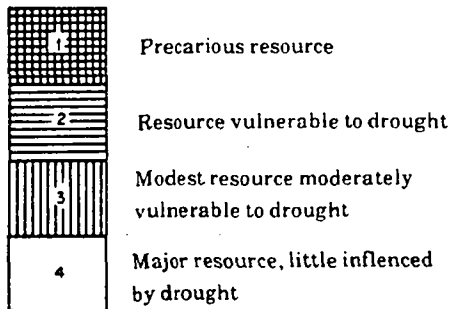 1 Precarious resource
2 Resource vulnerable to drought
3 Modest resource moderately
vulnerable to drought
4 Major resource, little inflenced
by drought